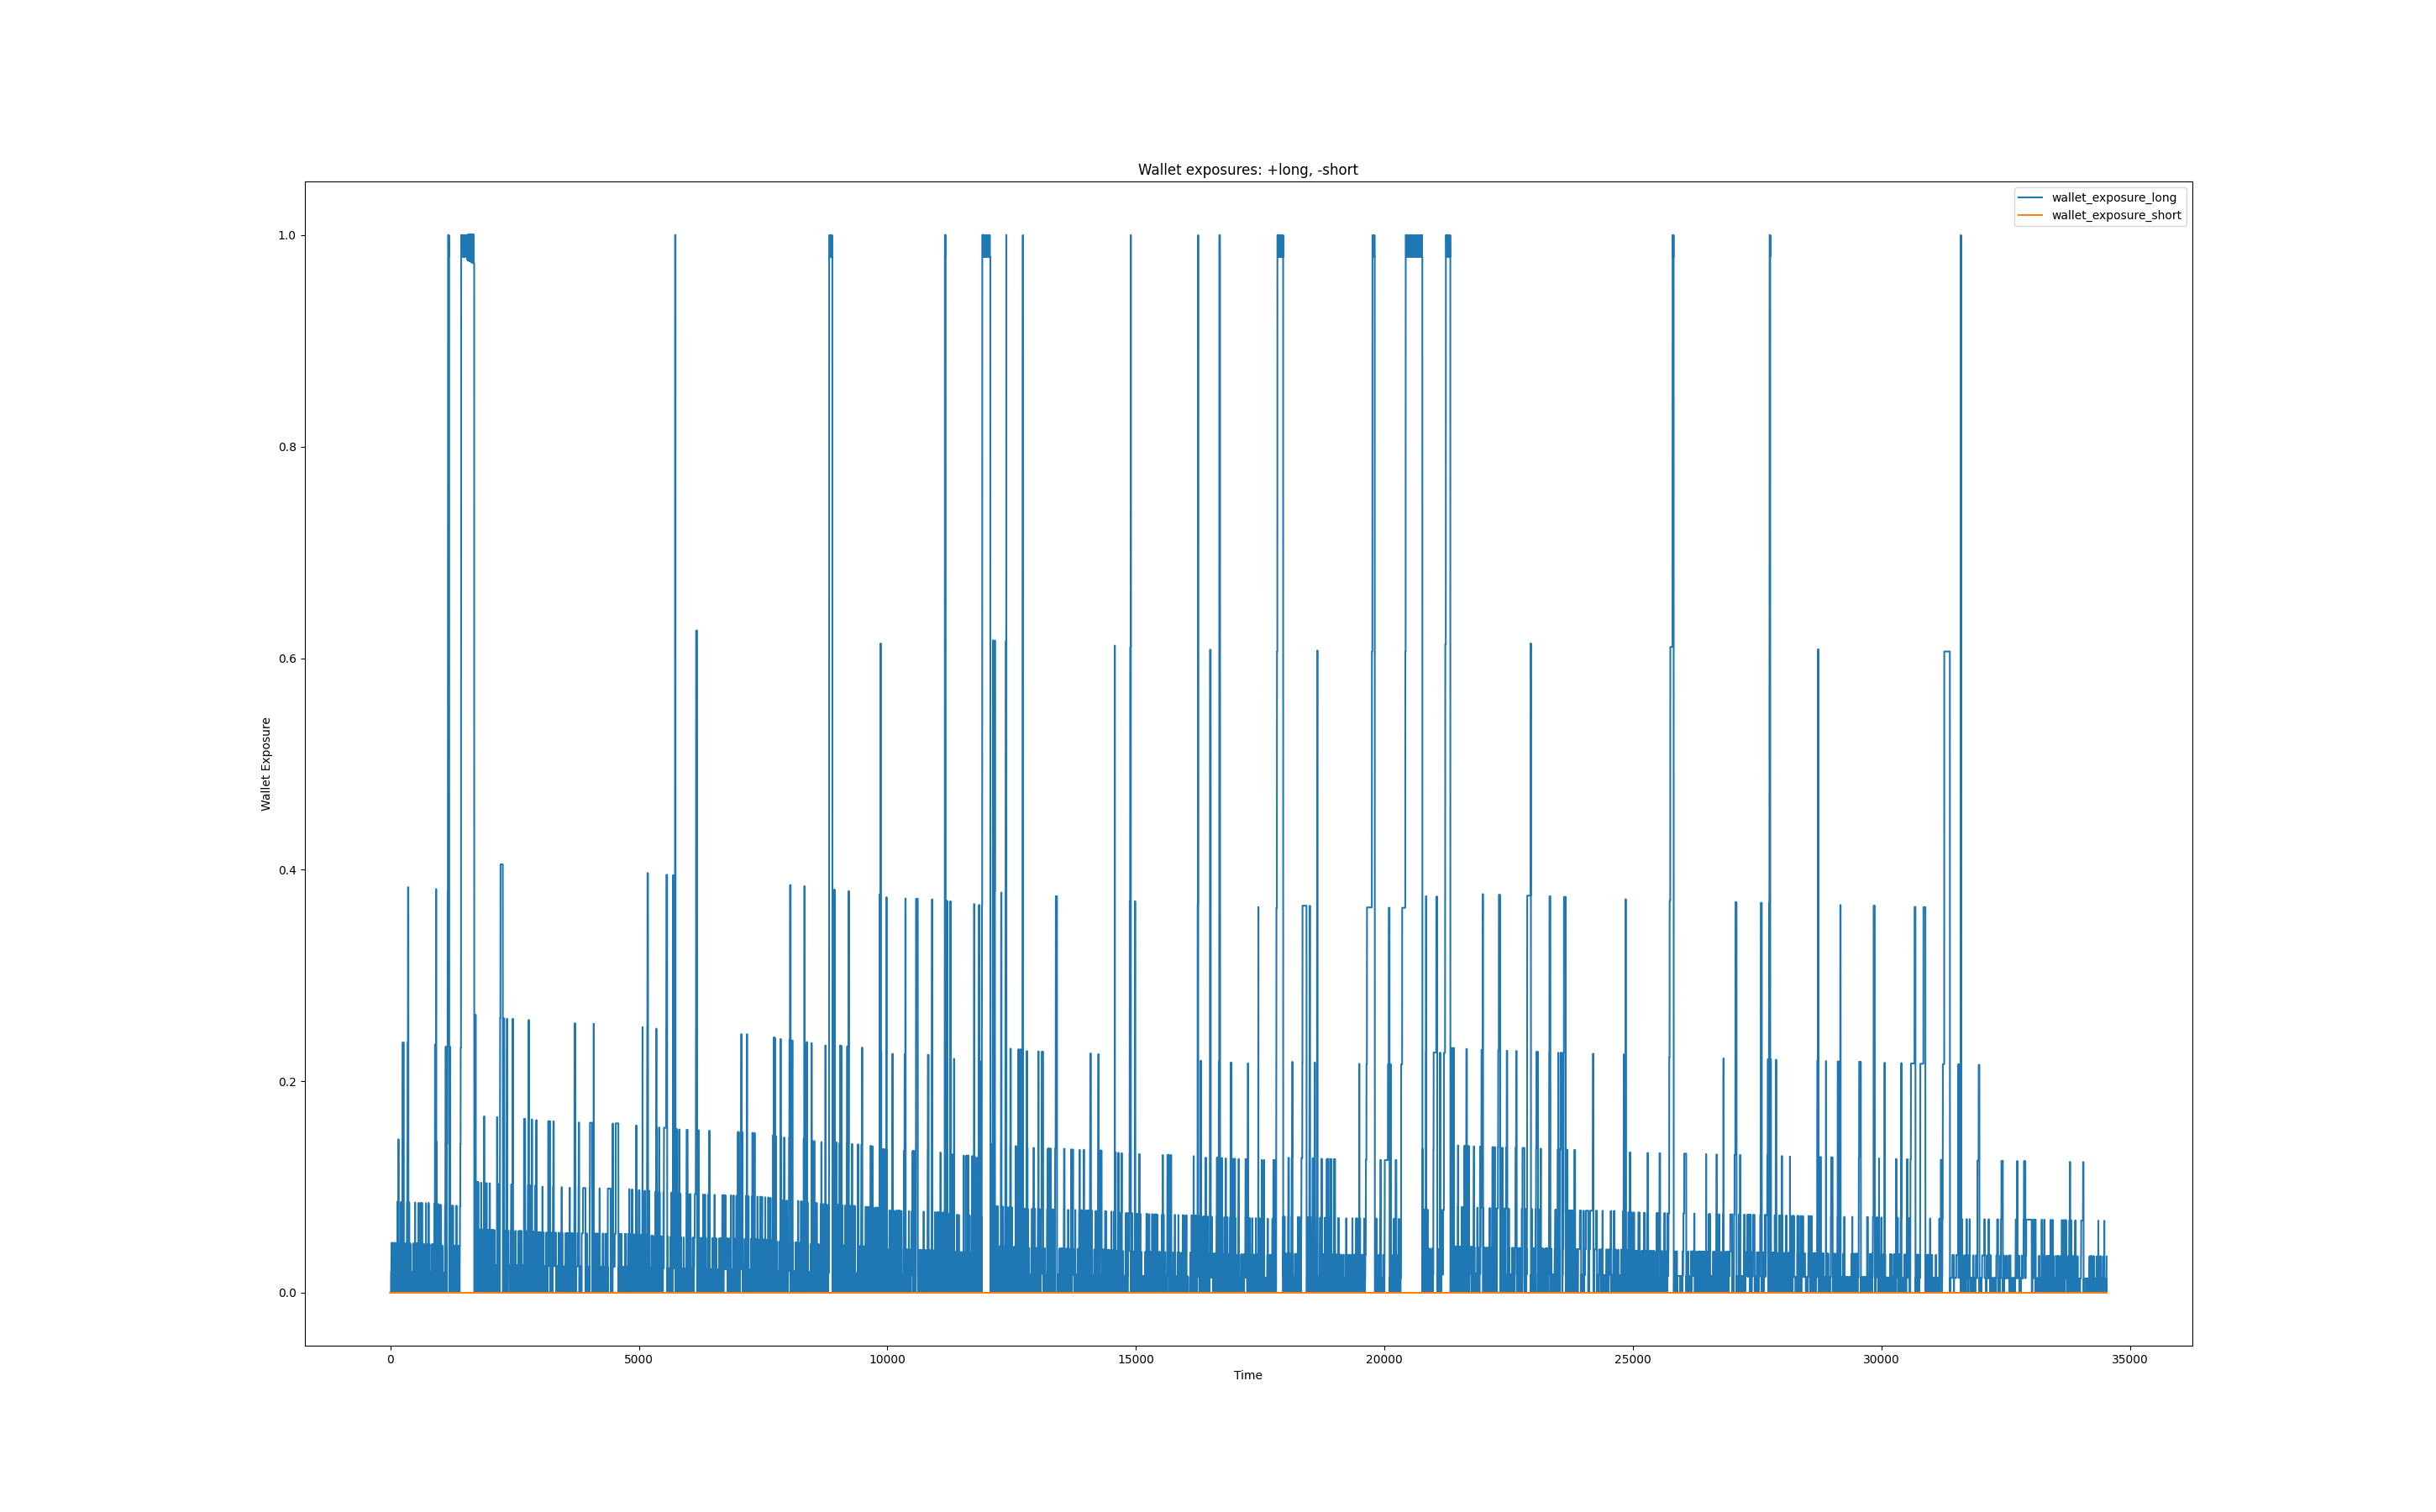 Wallet exposures: +long, -short
wallet_exposure_long
wallet_exposure_short
1.0
0.8
0.6
0.4
0.2
0.0
Wallet Exposure
0 5000 10000 15000 20000 25000 30000 35000
Time